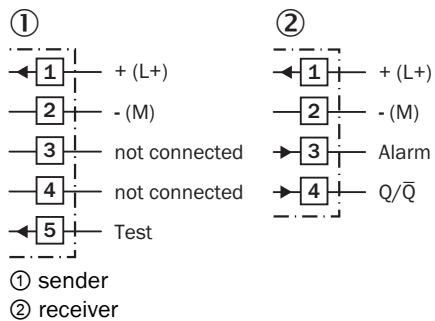 ①
1 + (L+)
2 - (M)
3 not connected
4 not connected
5 Test
②
1 + (L+)
2 - (M)
3 Alarm
4 Q/Q̅
① sender
② receiver